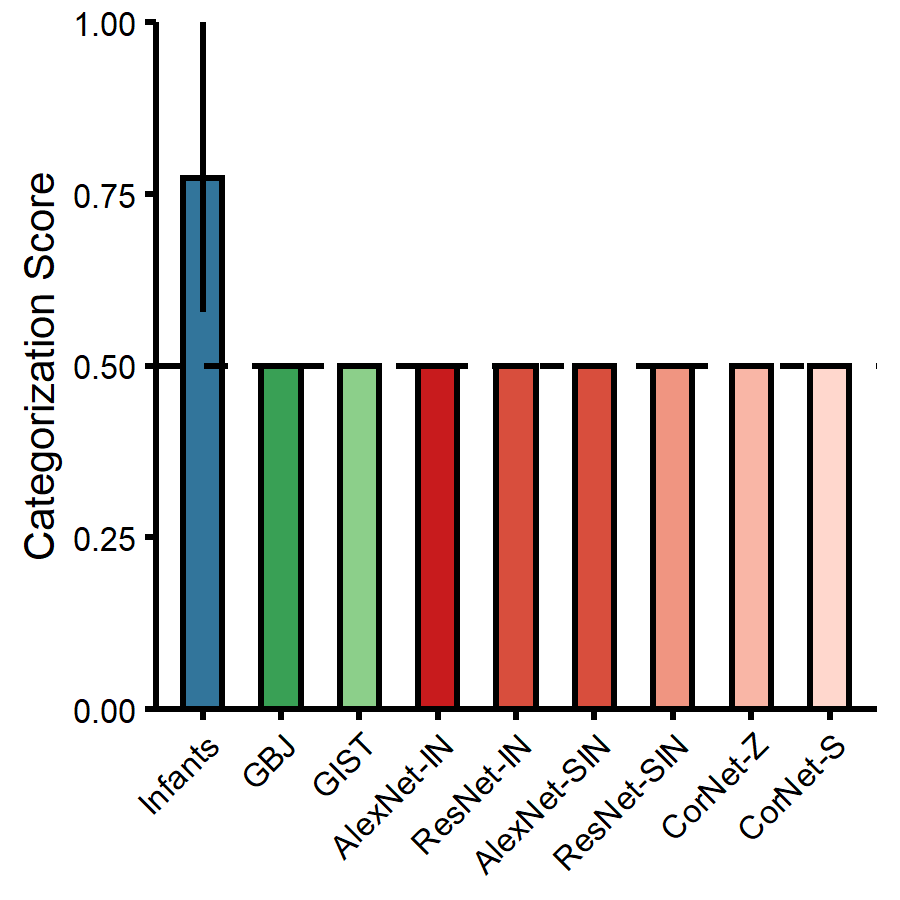 Categorization Score
1.00
0.75
0.50
0.25
0.00
Infants
GBJ
GIST
AlexNet-IN
ResNet-IN
AlexNet-SIN
ResNet-SIN
CorNet-Z
CorNet-S